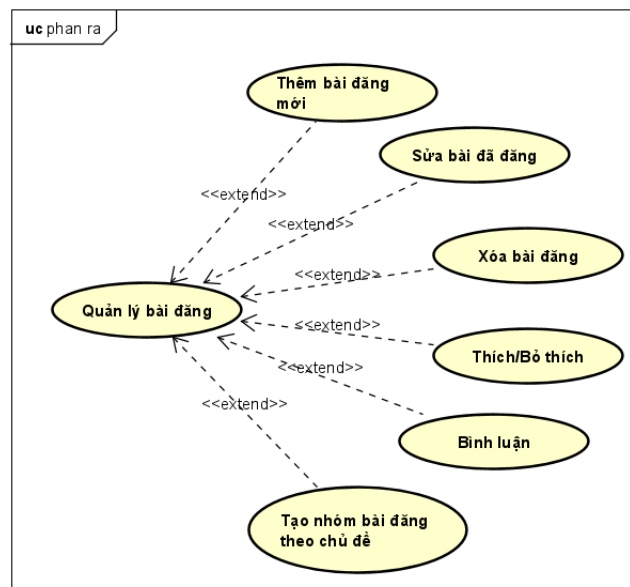 uc phan ra
Thêm bài đăng
mới
Sửa bài đã đăng
<<extend>>
<<extend>>
Xóa bài đăng
<<extend>>
Quản lý bài đăng
<<extend>>
Thích/Bỏ thích
<<extend>>
<<extend>>
Bình luận
Tạo nhóm bài đăng
theo chủ đề